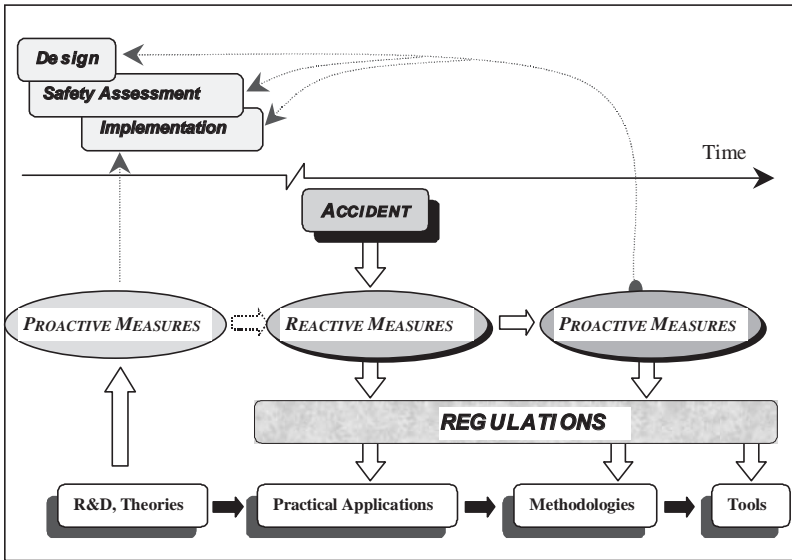 Design
Safety Assessment
Implementation
Time
ACCIDENT
PROACTIVE MEASURES
REACTIVE MEASURES
PROACTIVE MEASURES
REGULATIONS
R&D, Theories
Practical Applications
Methodologies
Tools